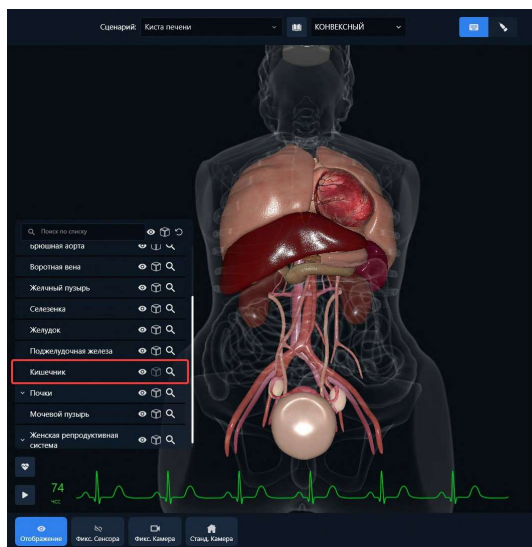 Сценарий: Киста печени КОНВЕКСНЫЙ
Поиск по списку
Брюшная аорта
Воротная вена
Желчный пузырь
Селезенка
Желудок
Поджелудочная железа
Кишечник
Почки
Мочевой пузырь
Женская репродуктивная
система
74
ЧСС
Отображение Фикс. Сенсора Фикс. Камера Станд. Камера